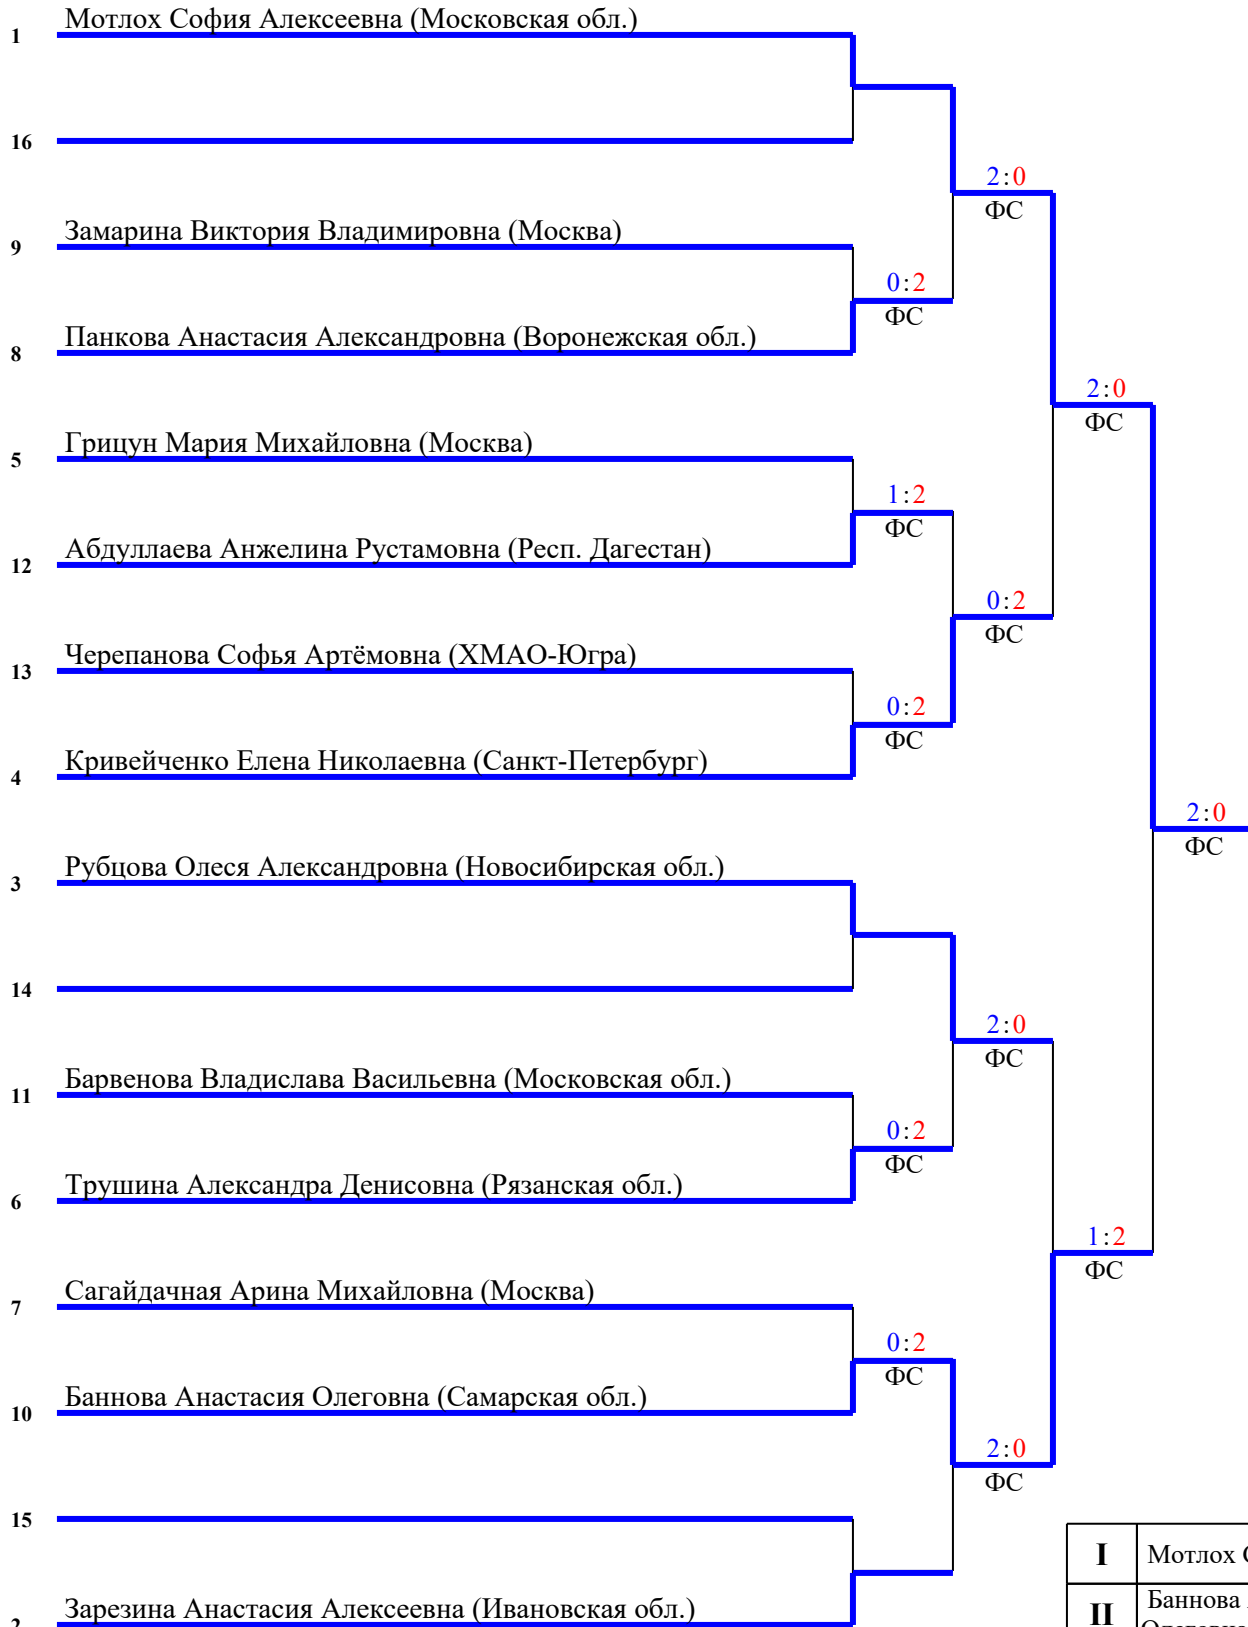 Мотлох София Алексеевна (Московская обл.)
1
16
2:0
ФС
Замарина Виктория Владимировна (Москва)
9
0:2
ФС
Панкова Анастасия Александровна (Воронежская обл.)
8
2:0
ФС
Грицун Мария Михайловна (Москва)
5
1:2
ФС
Абдуллаева Анжелина Рустамовна (Респ. Дагестан)
12
0:2
ФС
Черепанова Софья Артёмовна (ХМАО-Югра)
13
0:2
ФС
Кривейченко Елена Николаевна (Санкт-Петербург)
4
2:0
ФС
Рубцова Олеся Александровна (Новосибирская обл.)
3
14
2:0
ФС
Барвенова Владислава Васильевна (Московская обл.)
11
0:2
ФС
Трушина Александра Денисовна (Рязанская обл.)
6
1:2
ФС
Сагайдачная Арина Михайловна (Москва)
7
0:2
ФС
Баннова Анастасия Олеговна (Самарская обл.)
10
2:0
ФС
15
I Мотлох
Зарезина Анастасия Алексеевна (Ивановская обл.)
2
II Баннова